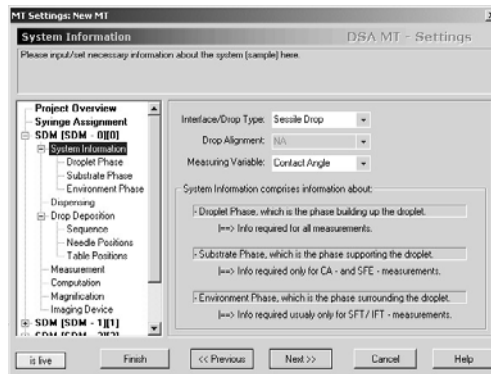 MT Settings: New MT
System Information
DSA MT - Settings
Please input/set necessary information about the system (sample) here.
Project Overview
Syringe Assignment
SDM [SDM - 0][0]
System Information
Droplet Phase
Substrate Phase
Environment Phase
Dispensing
Drop Deposition
Sequence
Needle Positions
Table Positions
Measurement
Computation
Magnification
Imaging Device
SDM [SDM - 1][1]
Interface/Drop Type: Sessile Drop
Drop Alignment: NA
Measuring Variable: Contact Angle
System Information comprises information about:
- Droplet Phase, which is the phase building up the droplet.
|==> Info required for all measurements.
- Substrate Phase, which is the phase supporting the droplet.
|==> Info required only for CA - and SFE - measurements.
- Environment Phase, which is the phase surrounding the droplet.
|==> Info required usualy only for SFT/ IFT - measurements.
is live
Finish
<< Previous
Next >>
Cancel
Help